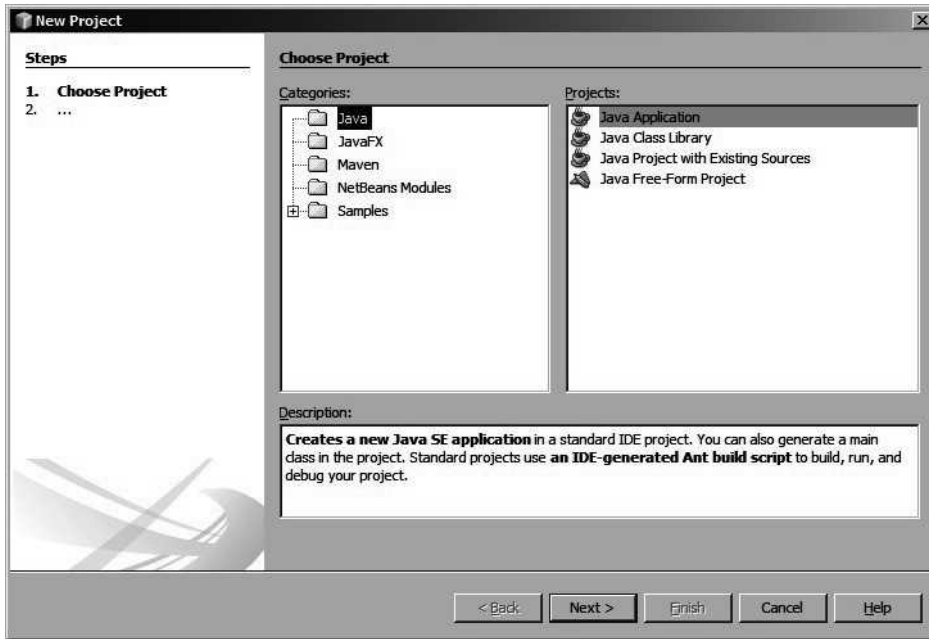 New Project
Steps
1. Choose Project
2. ...
Choose Project
Categories:
Java
JavaFX
Maven
NetBeans Modules
Samples
Projects:
Java Application
Java Class Library
Java Project with Existing Sources
Java Free-Form Project
Description:
Creates a new Java SE application in a standard IDE project. You can also generate a main
class in the project. Standard projects use an IDE-generated Ant build script to build, run, and
debug your project.
< Back Next > Finish Cancel Help